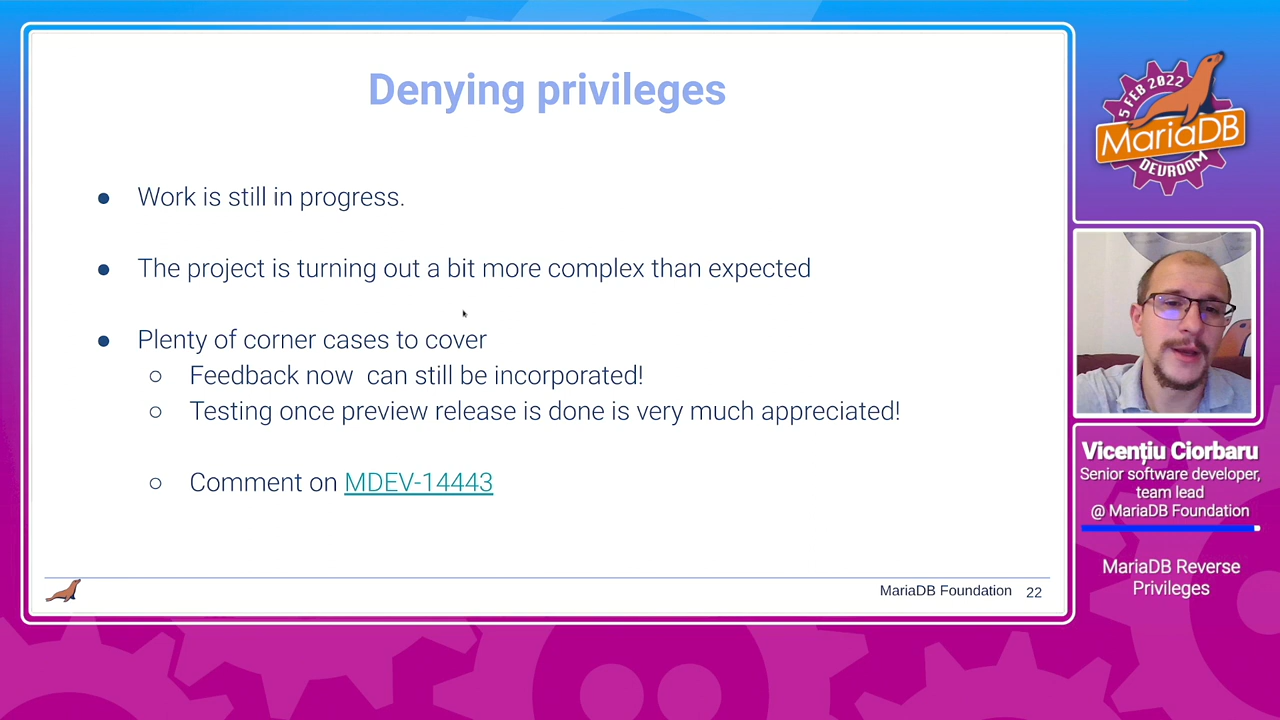 Denying privileges
● Work is still in progress.
● The project is turning out a bit more complex than expected
● Plenty of corner cases to cover
○ Feedback now  can still be incorporated!
○ Testing once preview release is done is very much appreciated!
○ Comment on MDEV-14443
MariaDB Foundation 22
5 FEB 2022
MariaDB
DEVROOM
Vicențiu Ciorbaru
Senior software developer,
team lead
@ MariaDB Foundation
MariaDB Reverse
Privileges